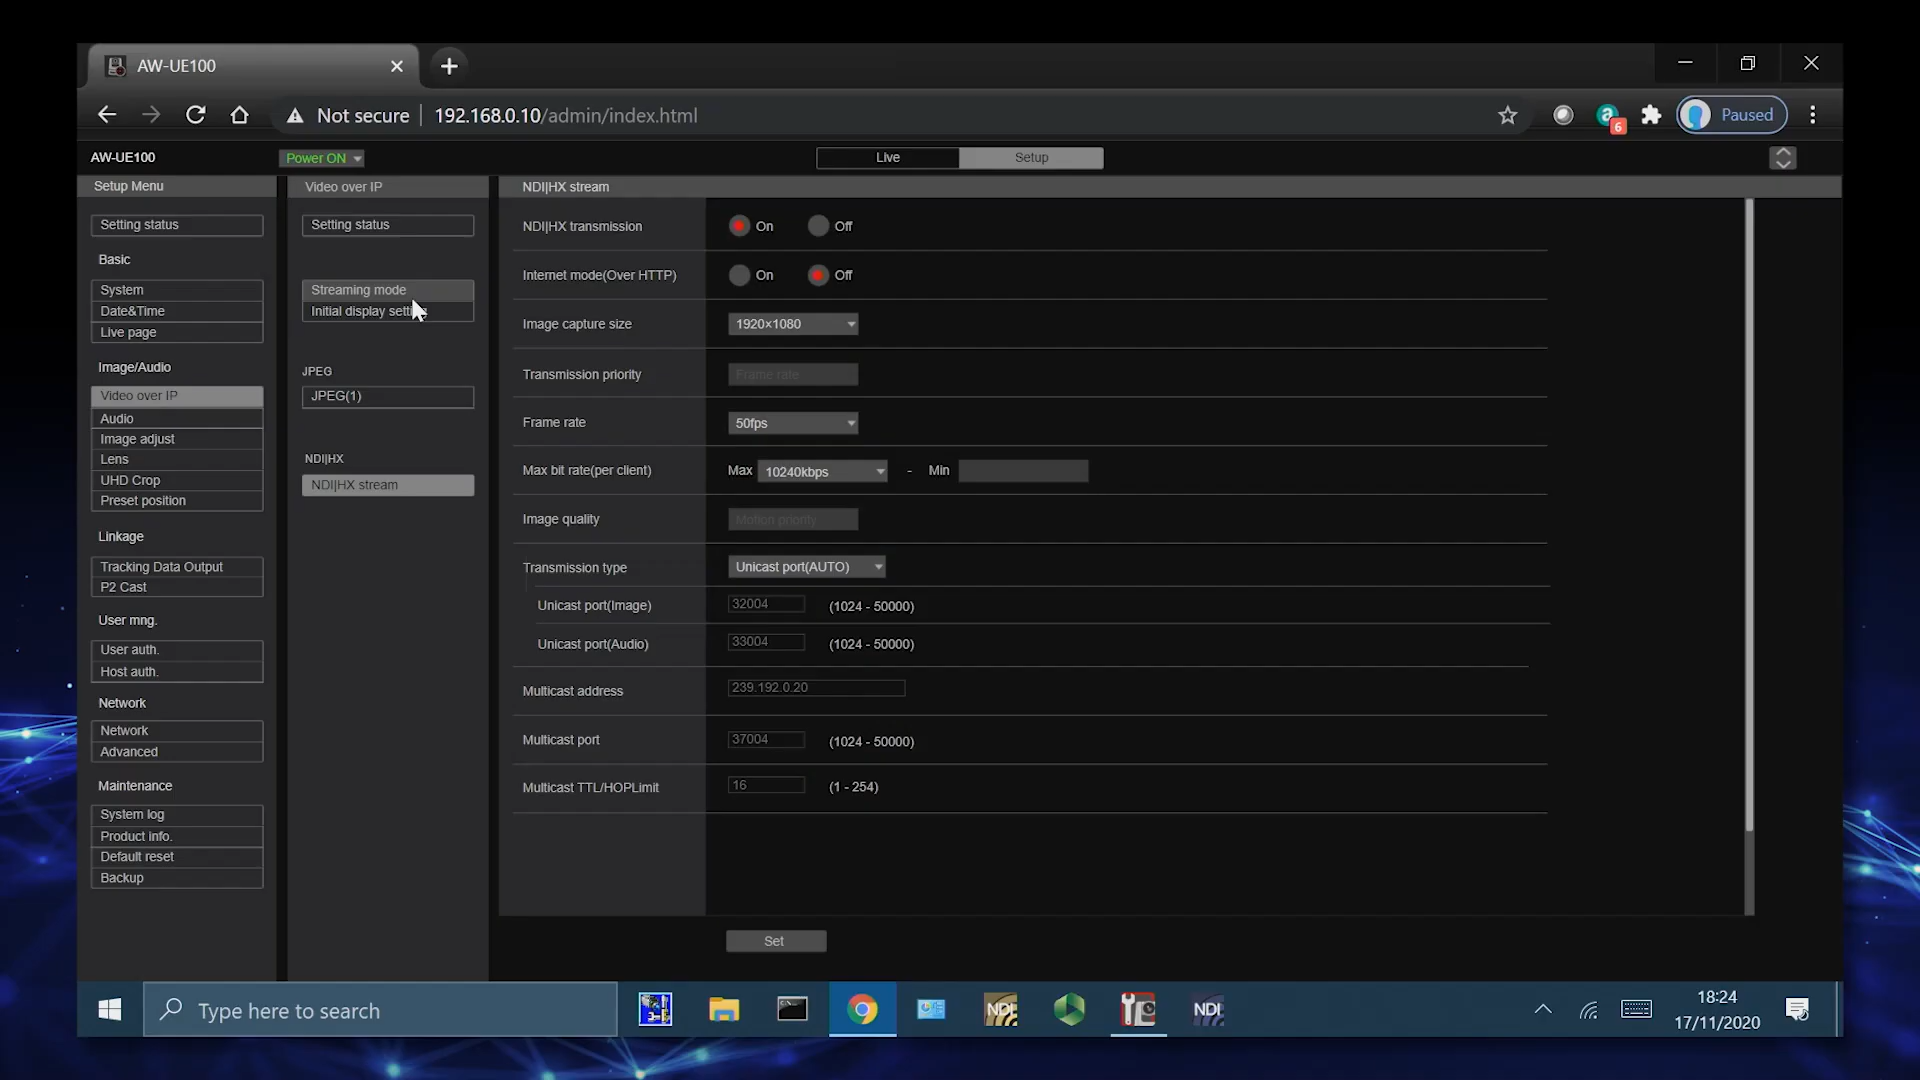 AW-UE100
Not secure
192.168.0.10/admin/index.html
a
6
Paused
AW-UE100
Power ON
Live
Setup
Setup Menu
Setting status
Basic
System
Date&Time
Live page
Image/Audio
Video over IP
Audio
Image adjust
Lens
UHD Crop
Preset position
Linkage
Tracking Data Output
P2 Cast
User mng.
User auth.
Host auth.
Network
Network
Advanced
Maintenance
System log
Product info.
Default reset
Backup
Video over IP
Setting status
Streaming mode
Initial display
JPEG
JPEG(1)
NDI|HX
NDI|HX stream
NDI|HX stream
NDI|HX transmission On Off
Internet mode(Over HTTP) On Off
Image capture size 1920×1080
Transmission priority Frame rate
Frame rate 50fps
Max bit rate(per client) Max 10240kbps - Min
Image quality Motion priority
Transmission type Unicast port(AUTO)
Unicast port(Image) 32004 (1024 - 50000)
Unicast port(Audio) 33004 (1024 - 50000)
Multicast address 239.192.0.20
Multicast port 37004 (1024 - 50000)
Multicast TTL/HOPLimit 16 (1 - 254)
Set
Type here to search
NDI
NDI
18:24
17/11/2020